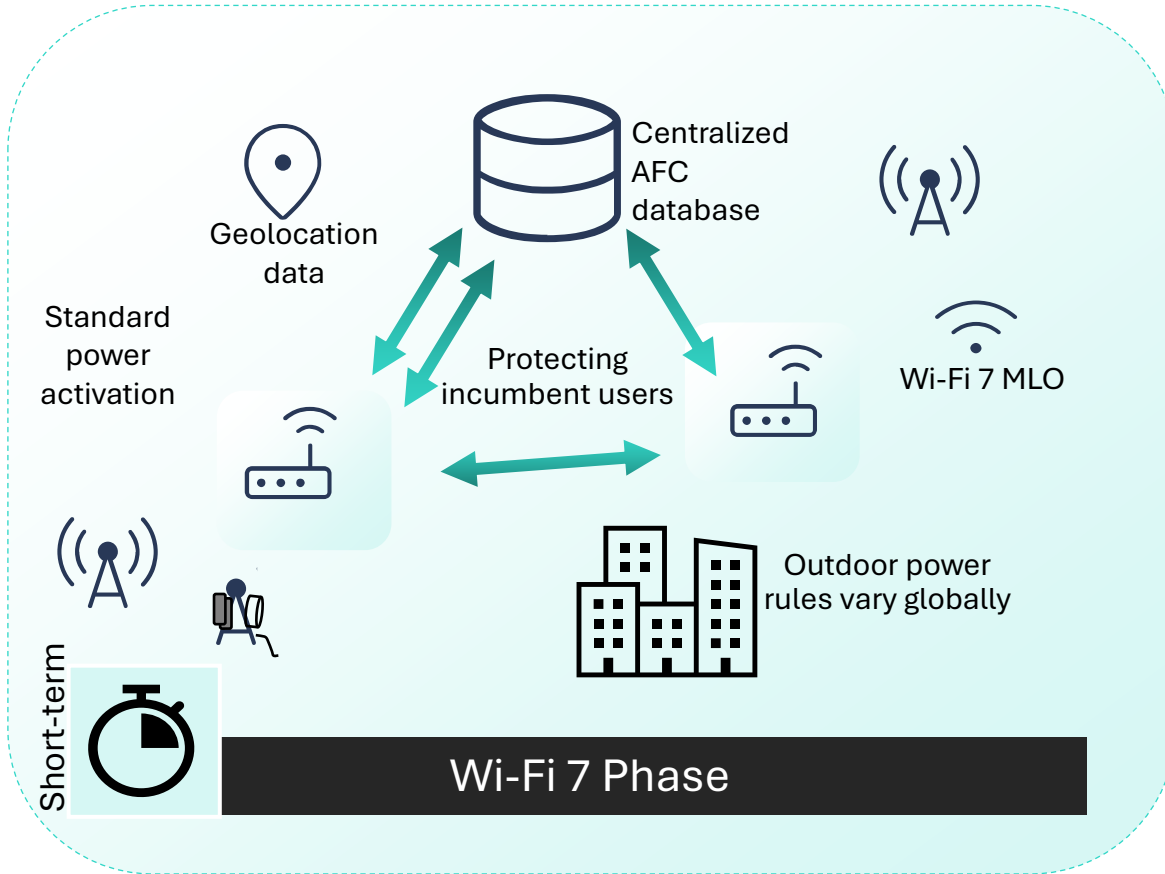 Centralized
AFC
database
Geolocation
data
Standard
power
activation
Protecting
incumbent users
Wi-Fi 7 MLO
Outdoor power
rules vary globally
Short-term
Wi-Fi 7 Phase